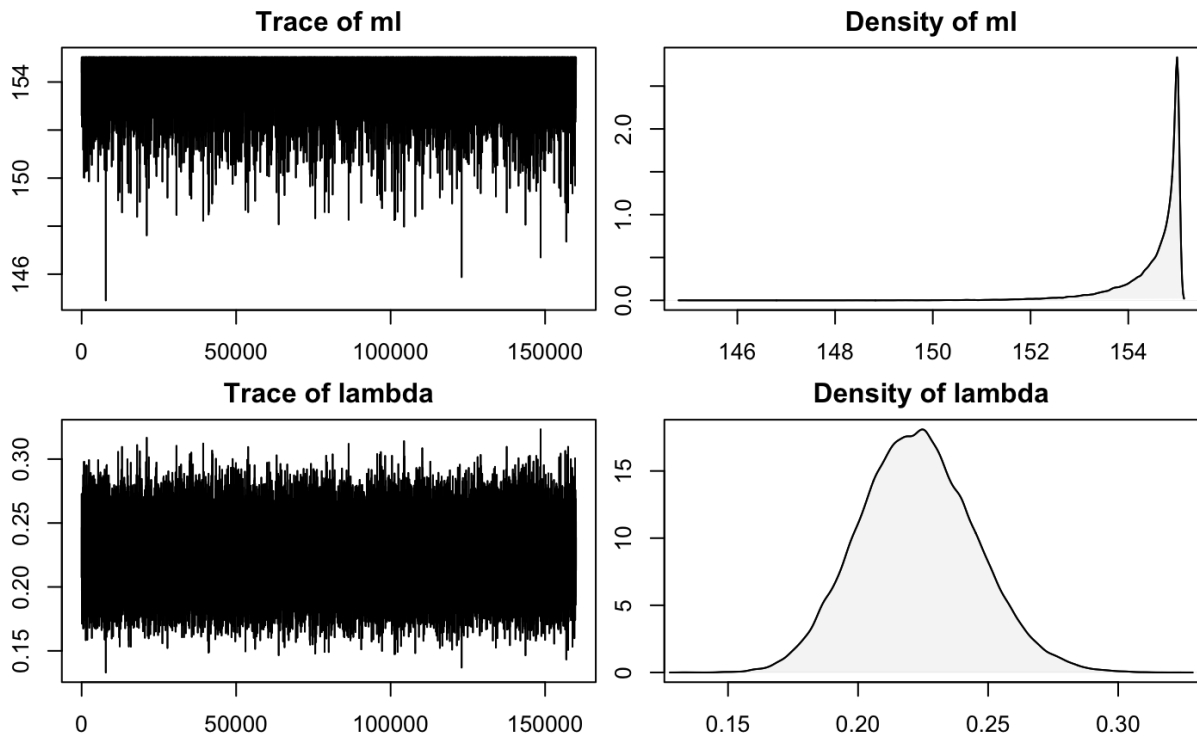 Trace of ml
Density of ml
154
150
146
0 50000 100000 150000
2.0
1.0
0.0
146 148 150 152 154
Trace of lambda
Density of lambda
0.30
0.25
0.20
0.15
0 50000 100000 150000
15
10
5
0
0.15 0.20 0.25 0.30